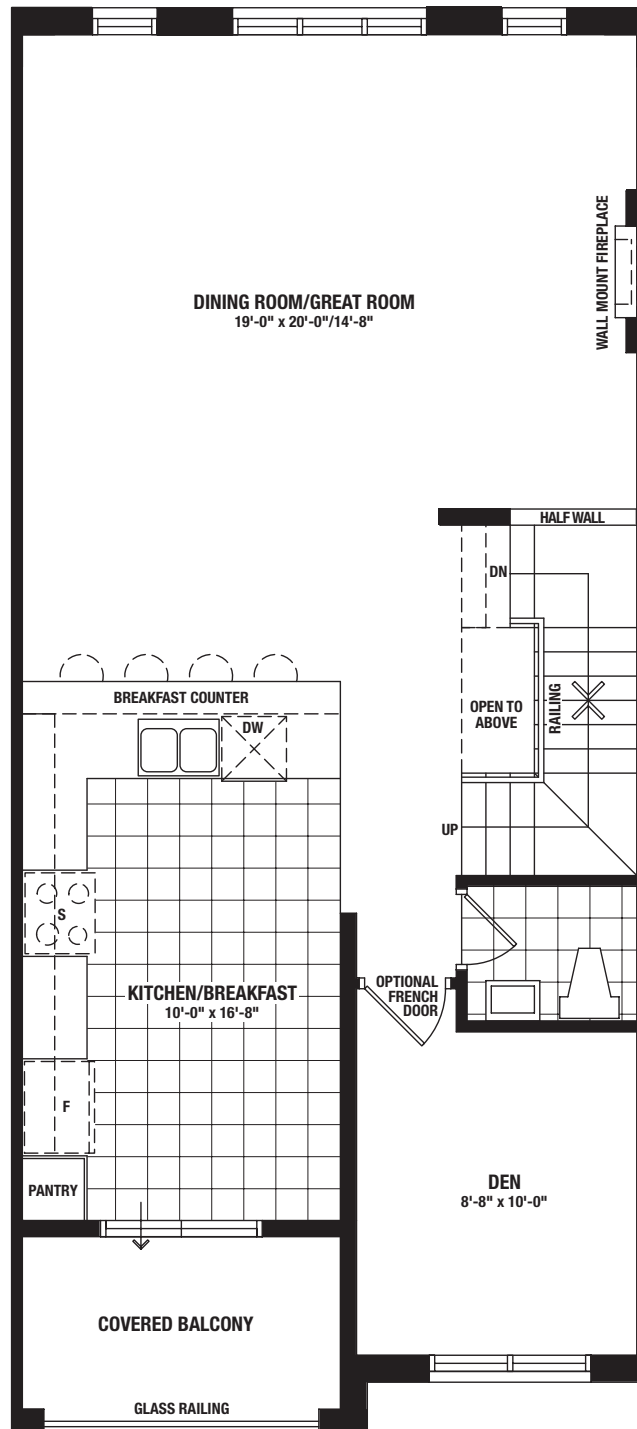 WALL MOUNT FIREPLACE
DINING ROOM/GREAT ROOM
19'-0" x 20'-0"/14'-8"
HALF WALL
DN
OPEN TO
ABOVE
RAILING
UP
BREAKFAST COUNTER
DW
S
KITCHEN/BREAKFAST
10'-0" x 16'-8"
OPTIONAL
FRENCH
DOOR
F
PANTRY
DEN
8'-8" x 10'-0"
COVERED BALCONY
GLASS RAILING